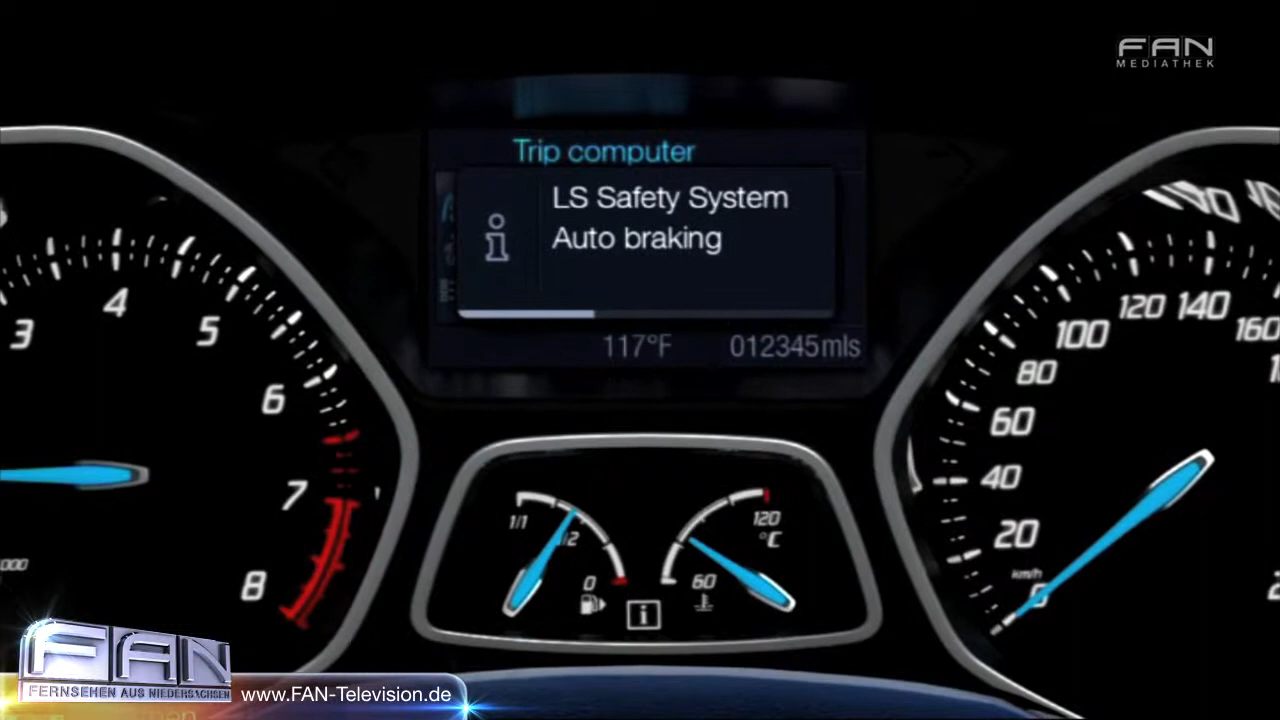 FAN
MEDIATHEK
Trip computer
LS Safety System
Auto braking
117°F
012345mls
3
4
5
6
7
8
000
1/1
1/2
0
120
°C
60
i
0
20
40
60
80
100
120
140
160
km/h
FAN
FERNSEHEN AUS NIEDERSACHSEN
www.FAN-Television.de